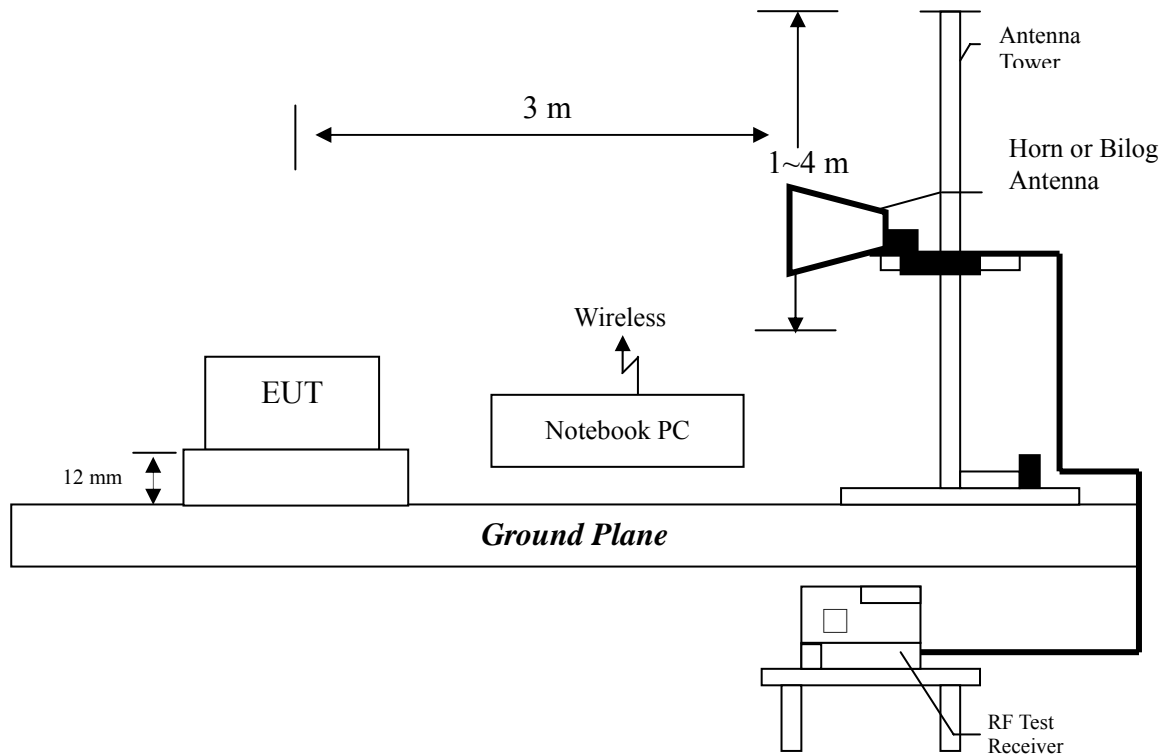 Antenna
Tower
3 m
1~4 m
Horn or Bilog
Antenna
Wireless
EUT
Notebook PC
12 mm
Ground Plane
RF Test
Receiver